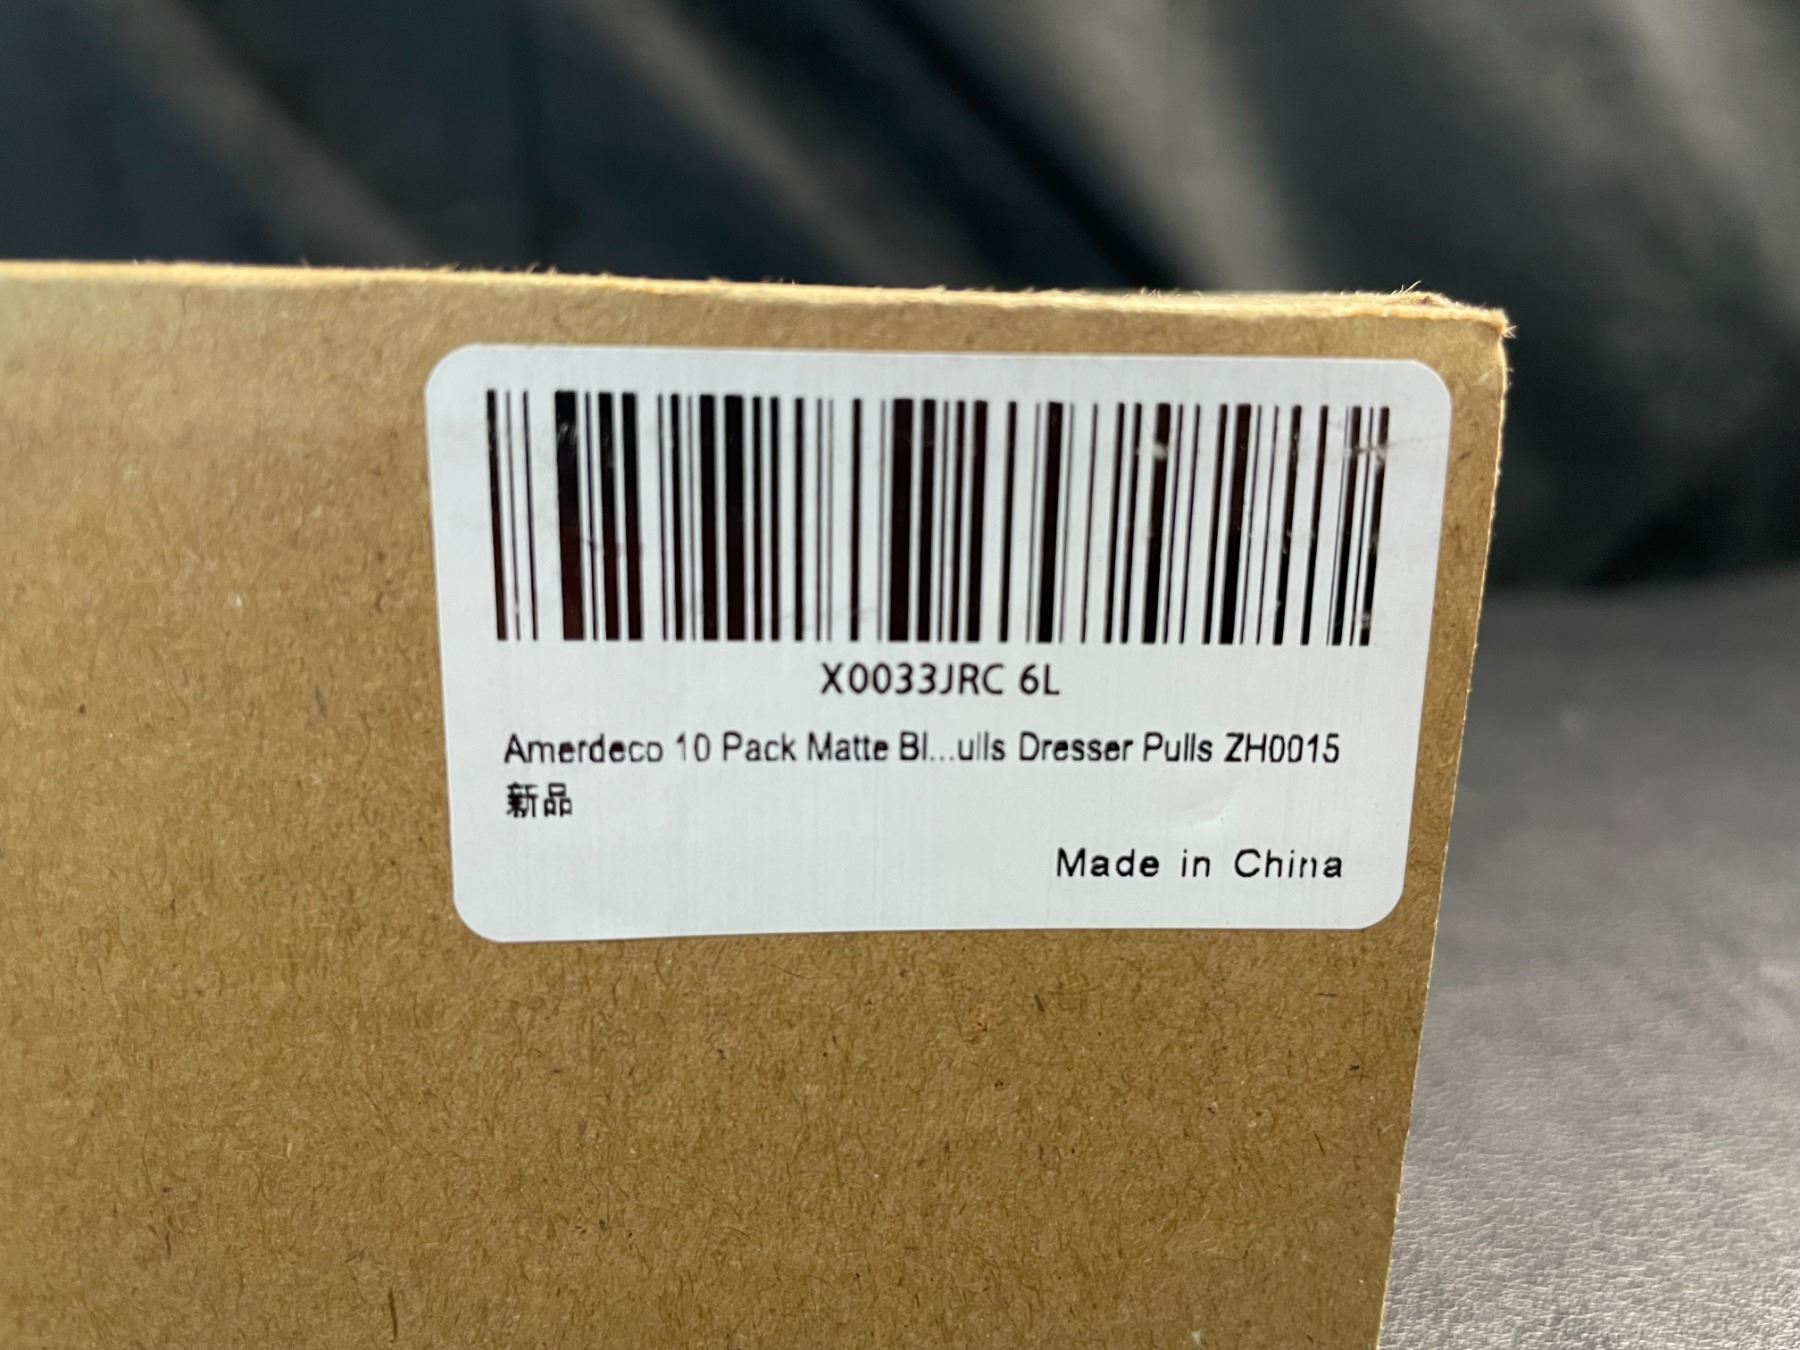 X0033JRC 6L
Amerdeco 10 Pack Matte Bl...ulls Dresser Pulls ZH0015
新品
Made in China